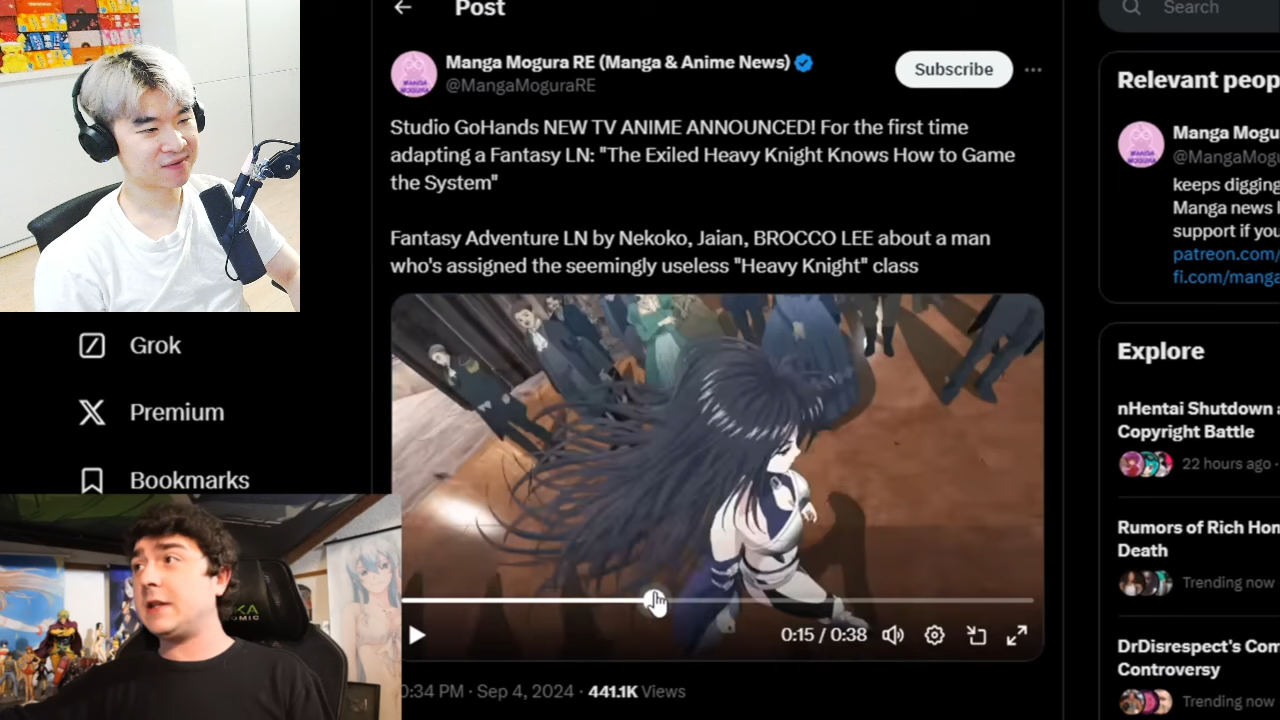 Post
Search
Manga Mogura RE (Manga & Anime News)
@MangaMoguraRE
Subscribe
Studio GoHands NEW TV ANIME ANNOUNCED! For the first time
adapting a Fantasy LN: "The Exiled Heavy Knight Knows How to Game
the System"
Fantasy Adventure LN by Nekoko, Jaian, BROCCO LEE about a man
who's assigned the seemingly useless "Heavy Knight" class
0:15 / 0:38
0:34 PM · Sep 4, 2024 · 441.1K Views
Grok
Premium
Bookmarks
Relevant peop
Manga Mogu
@MangaMogu
keeps digging
Manga news
support if you
patreon.com/
fi.com/manga
Explore
nHentai Shutdown
Copyright Battle
22 hours ago ·
Rumors of Rich Hom
Death
Trending now
DrDisrespect's Com
Controversy
Trending now